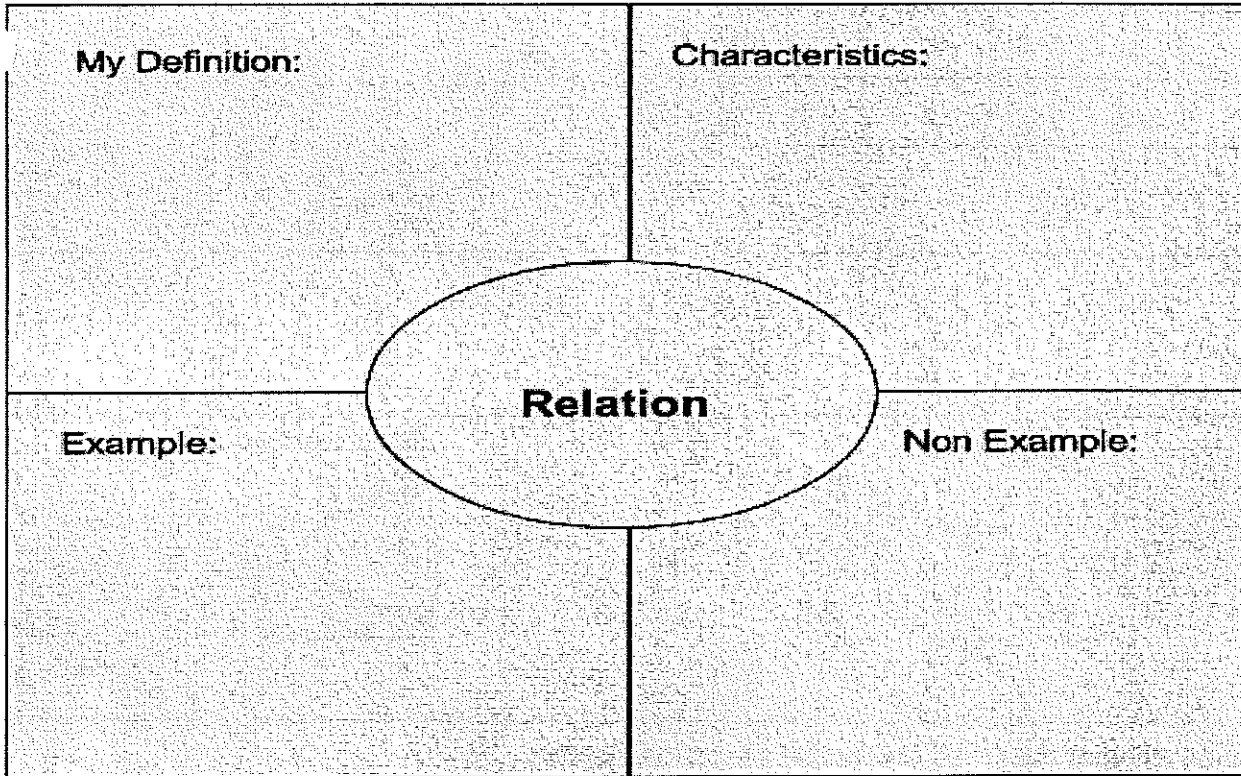 My Definition:
Characteristics:
Relation
Example:
Non Example: